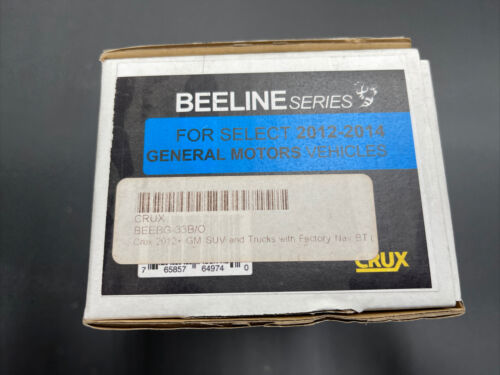 BEELINE SERIES
FOR SELECT 2012-2014
GENERAL MOTORS VEHICLES
CRUX
BEEBG-33B/O
Crux 2012+ GM SUV and Trucks with Factory Nav BT (
7 65857 64974 0
CRUX